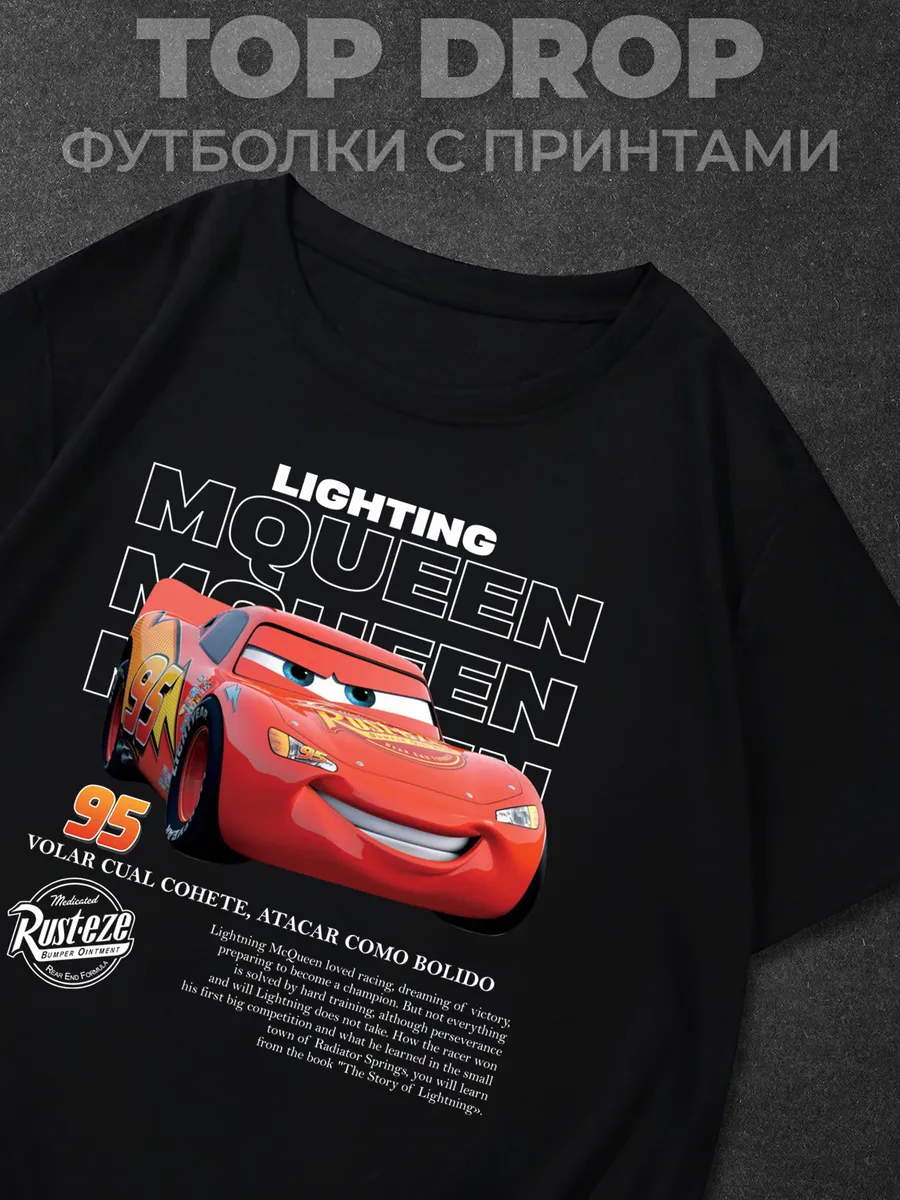 TOP DROP
ФУТБОЛКИ С ПРИНТАМИ
LIGHTING
MQUEEN
95
RUST-EZE
95
95
VOLAR CUAL COHETE, ATACAR COMO BOLIDO
Medicated
Rust-eze
BUMPER OINTMENT
REAR END FORMULA
Lightning McQueen loved racing, dreaming of victory,
preparing to become a champion. But not everything
is solved by hard training, although perseverance
and will Lightning does not take. How the racer won
his first big competition and what he learned in the small
town of Radiator Springs, you will learn
from the book "The Story of Lightning».